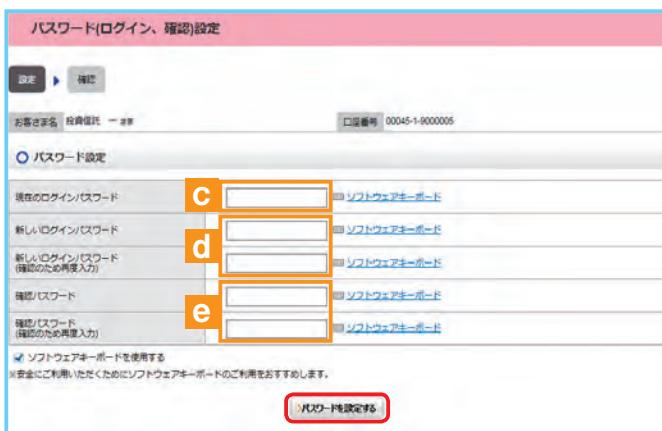 パスワード(ログイン、確認)設定
設定 ▶ 確認
お客さま名 投資信託 一 さま 口座番号 00045-1-9000005
パスワード設定
現在のログインパスワード c ソフトウェアキーボード
新しいログインパスワード ソフトウェアキーボード
d
新しいログインパスワード
(確認のため再度入力) ソフトウェアキーボード
確認パスワード ソフトウェアキーボード
e
確認パスワード
(確認のため再度入力) ソフトウェアキーボード
ソフトウェアキーボードを使用する
※安全にご利用いただくためにソフトウェアキーボードのご利用をおすすめします。
パスワードを設定する